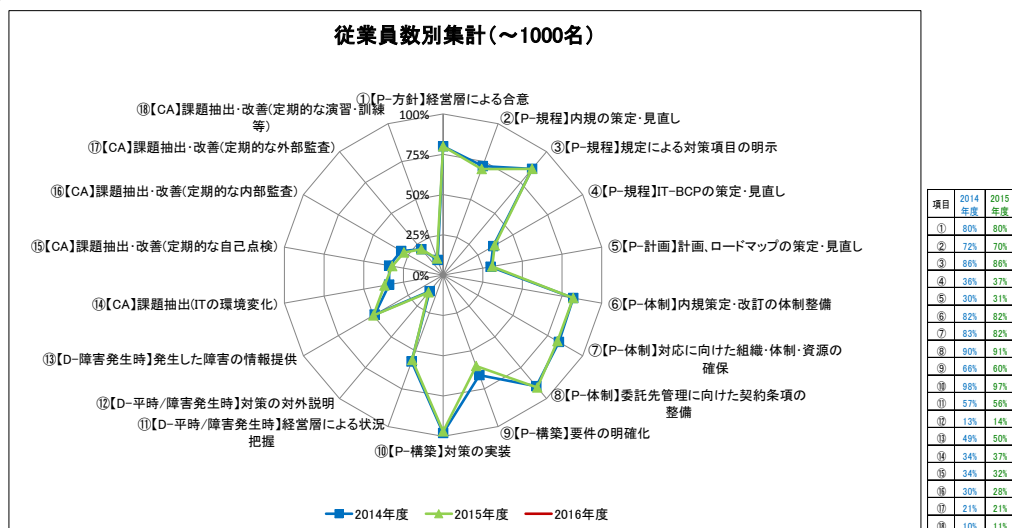 従業員数別集計(～1000名)
①【P-方針】経営層による合意
②【P-規程】内規の策定・見直し
③【P-規程】規定による対策項目の明示
④【P-規程】IT-BCPの策定・見直し
⑤【P-計画】計画、ロードマップの策定・見直し
⑥【P-体制】内規策定・改訂の体制整備
⑦【P-体制】対応に向けた組織・体制・資源の
確保
⑧【P-体制】委託先管理に向けた契約条項の
整備
⑨【P-構築】要件の明確化
⑩【P-構築】対策の実装
⑪【D-平時/障害発生時】経営層による状況
把握
⑫【D-平時/障害発生時】対策の対外説明
⑬【D-障害発生時】発生した障害の情報提供
⑭【CA】課題抽出(ITの環境変化)
⑮【CA】課題抽出・改善(定期的な自己点検)
⑯【CA】課題抽出・改善(定期的な内部監査)
⑰【CA】課題抽出・改善(定期的な外部監査)
⑱【CA】課題抽出・改善(定期的な演習・訓練
等)
100%
75%
50%
25%
0%
2014年度 2015年度 2016年度
項目 2014年度 2015年度
① 80% 80%
② 72% 70%
③ 86% 86%
④ 36% 37%
⑤ 30% 31%
⑥ 82% 82%
⑦ 83% 82%
⑧ 90% 91%
⑨ 66% 60%
⑩ 98% 97%
⑪ 57% 56%
⑫ 13% 14%
⑬ 49% 50%
⑭ 34% 37%
⑮ 34% 32%
⑯ 30% 28%
⑰ 21% 21%
⑱ 10% 11%